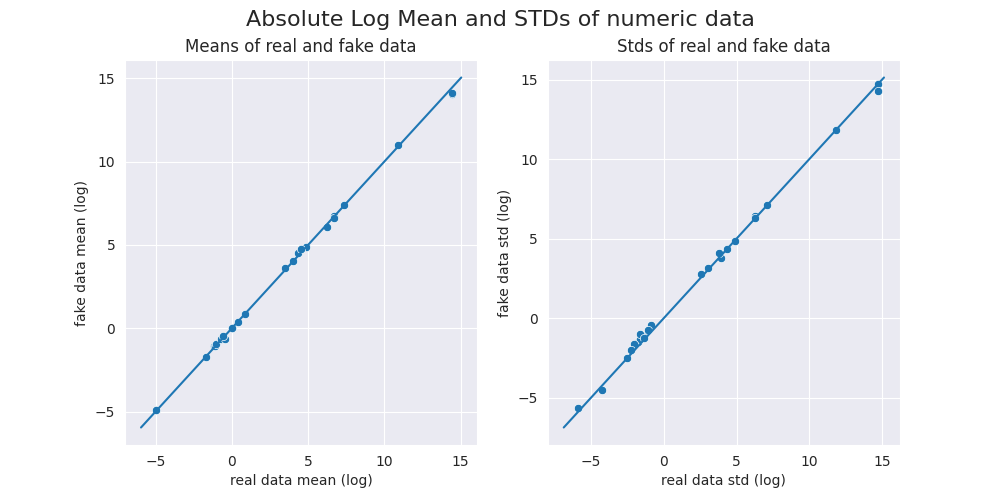 Absolute Log Mean and STDs of numeric data
Means of real and fake data
15
10
5
0
−5
−5 0 5 10 15
fake data mean (log)
real data mean (log)
Stds of real and fake data
15
10
5
0
−5
−5 0 5 10 15
fake data std (log)
real data std (log)